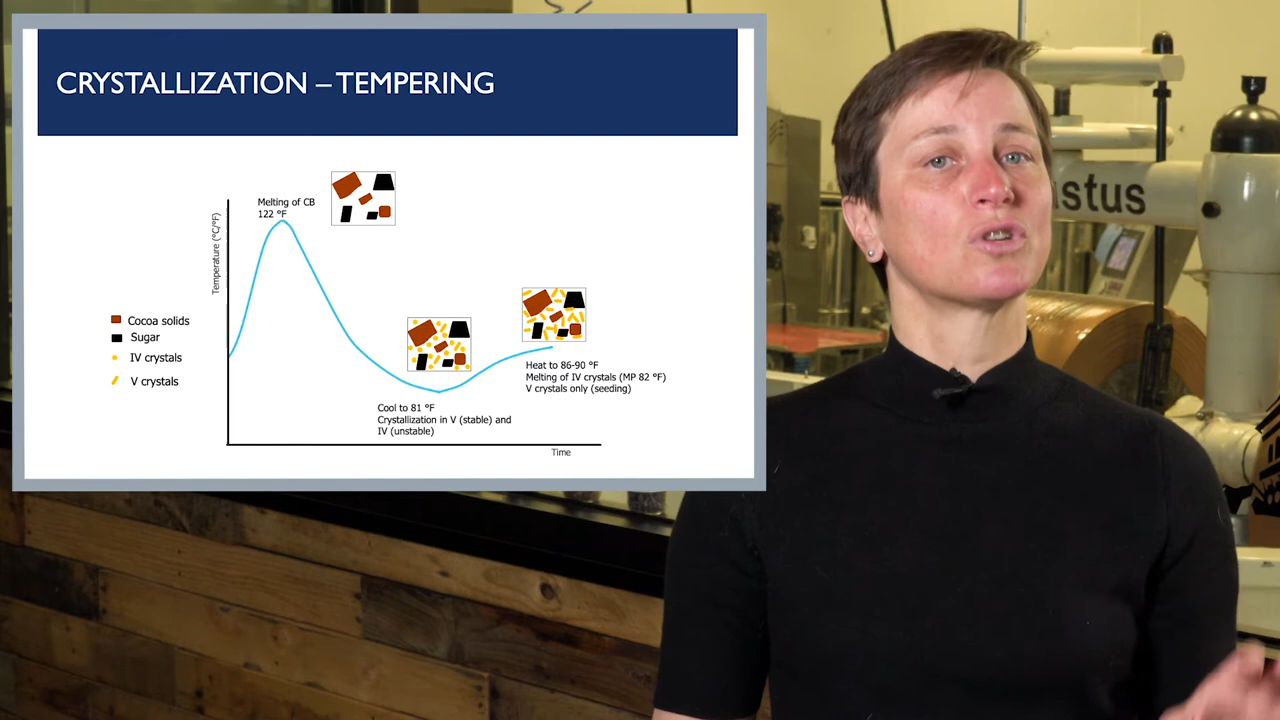 CRYSTALLIZATION – TEMPERING
Melting of CB
122 °F
Temperature (°C/°F)
Cocoa solids
Sugar
IV crystals
V crystals
Heat to 86-90 °F
Melting of IV crystals (MP 82 °F)
V crystals only (seeding)
Cool to 81 °F
Crystallization in V (stable) and
IV (unstable)
Time